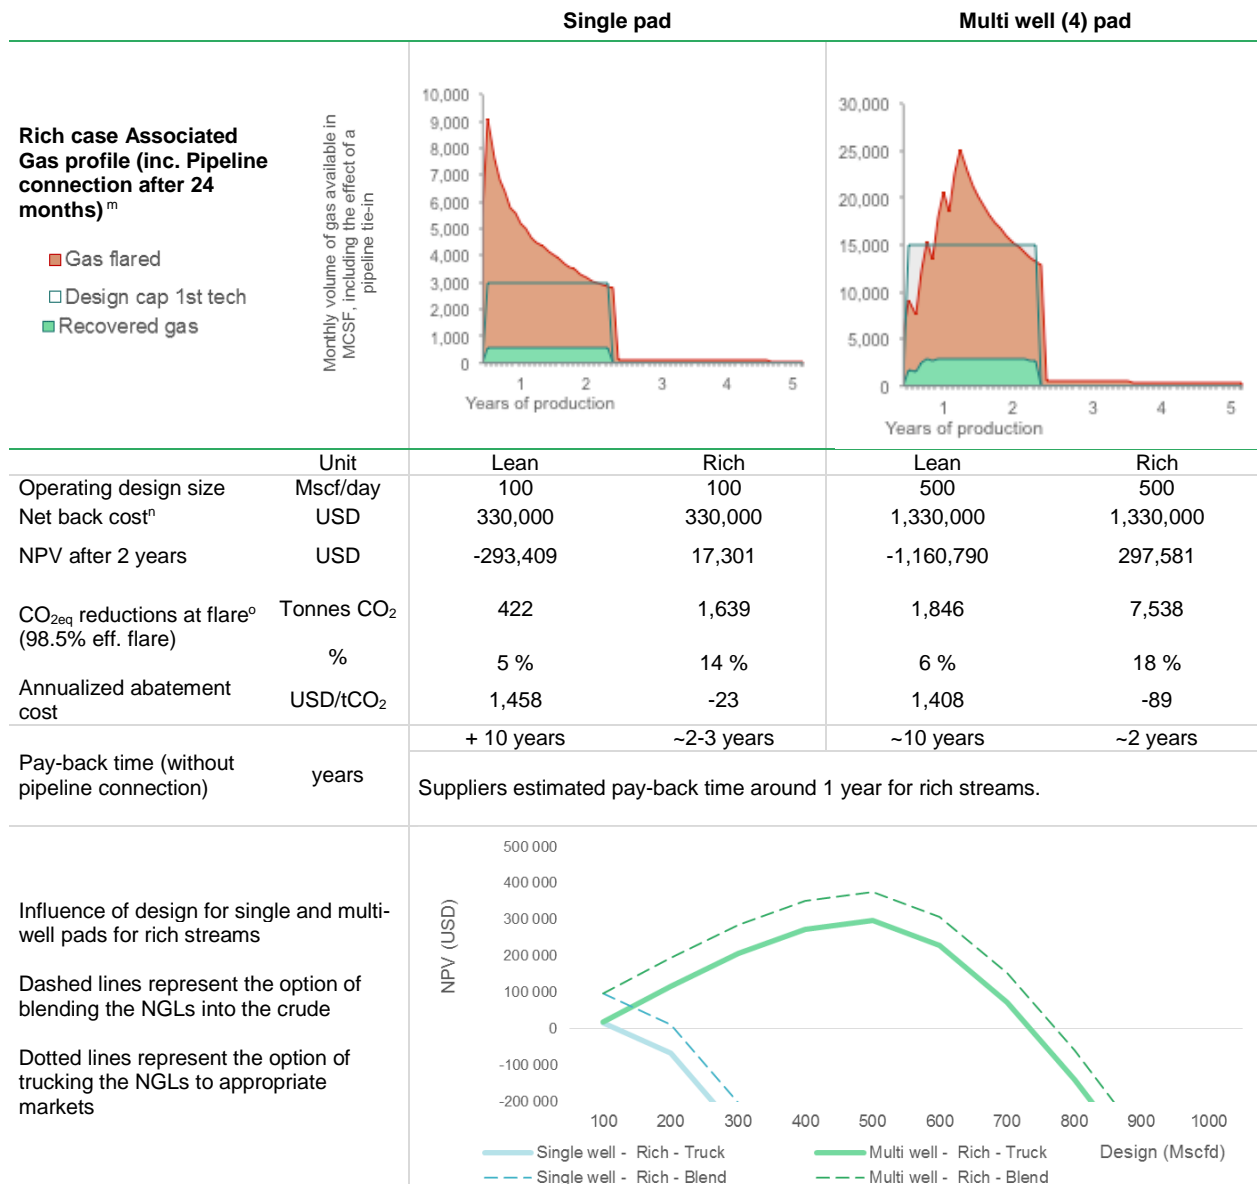 Single pad
Multi well (4) pad
Rich case Associated
Gas profile (inc. Pipeline
connection after 24
months) m
Gas flared
Design cap 1st tech
Recovered gas
Monthly volume of gas available in
MCSF, including the effect of a
pipeline tie-in
10,000
9,000
8,000
7,000
6,000
5,000
4,000
3,000
2,000
1,000
0
1 2 3 4 5
Years of production
30,000
25,000
20,000
15,000
10,000
5,000
0
1 2 3 4 5
Years of production
Unit Lean Rich Lean Rich
Operating design size Mscf/day 100 100 500 500
Net back costn USD 330,000 330,000 1,330,000 1,330,000
NPV after 2 years USD -293,409 17,301 -1,160,790 297,581
CO2eq reductions at flareo
(98.5% eff. flare)
Tonnes CO2 422 1,639 1,846 7,538
% 5 % 14 % 6 % 18 %
Annualized abatement
cost
USD/tCO2 1,458 -23 1,408 -89
Pay-back time (without
pipeline connection)
years
+ 10 years ~2-3 years ~10 years ~2 years
Suppliers estimated pay-back time around 1 year for rich streams.
Influence of design for single and multi-
well pads for rich streams
Dashed lines represent the option of
blending the NGLs into the crude
Dotted lines represent the option of
trucking the NGLs to appropriate
markets
NPV (USD)
500 000
400 000
300 000
200 000
100 000
0
-100 000
-200 000
100 200 300 400 500 600 700 800 900 1000
Design (Mscfd)
Single well - Rich - Truck
Multi well - Rich - Truck
Single well - Rich - Blend
Multi well - Rich - Blend